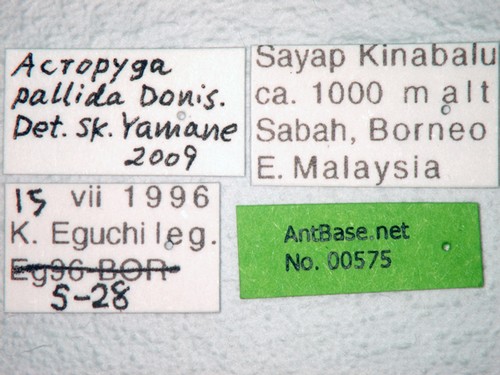 Acropyga
pallida Donis.
Det. Sk. Yamane
2009
Sayap Kinabalu
ca. 1000 m alt
Sabah, Borneo
E. Malaysia
15 vii 1996
K. Eguchi leg.
Eg96-BOR-
5-28
AntBase.net
No. 00575